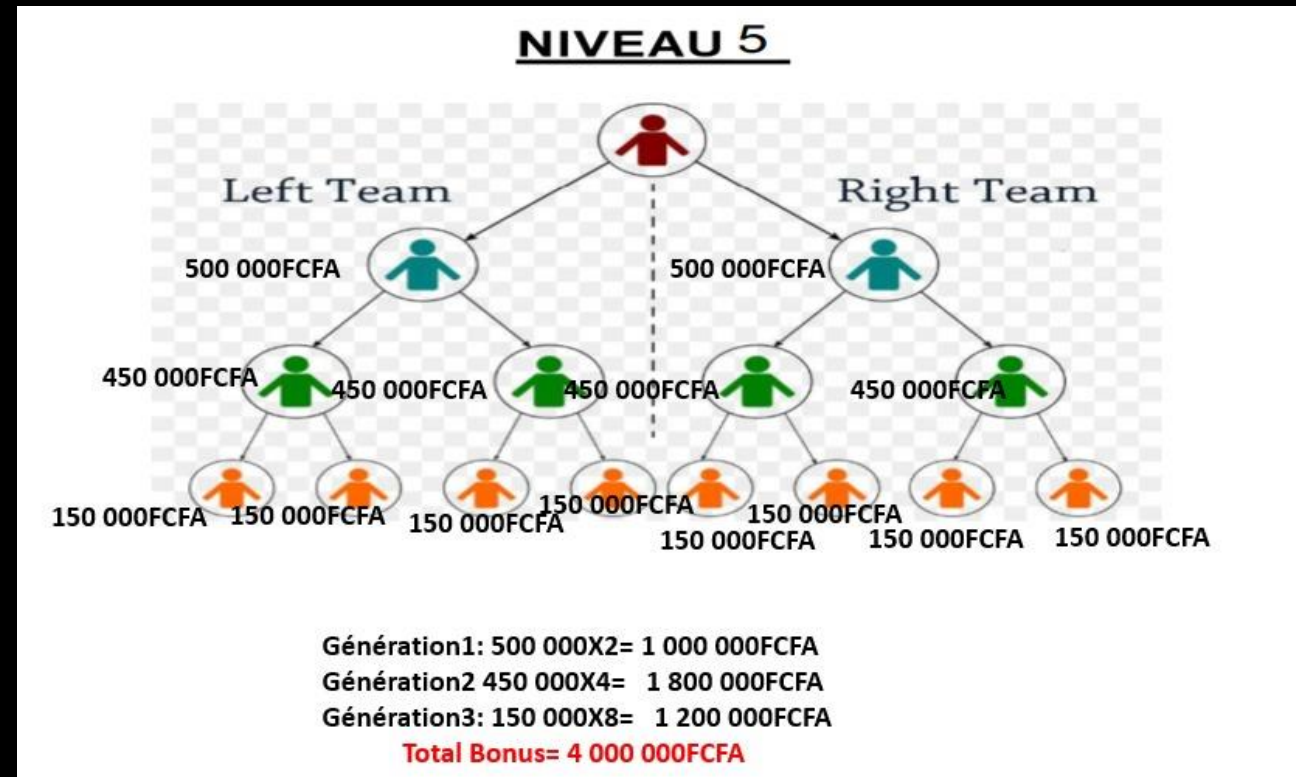 NIVEAU 5
Left Team
Right Team
500 000FCFA
500 000FCFA
450 000FCFA
450 000FCFA
450 000FCFA
450 000FCFA
150 000FCFA
150 000FCFA
150 000FCFA
150 000FCFA
150 000FCFA
150 000FCFA
150 000FCFA
150 000FCFA
Génération1: 500 000X2= 1 000 000FCFA
Génération2 450 000X4= 1 800 000FCFA
Génération3: 150 000X8= 1 200 000FCFA
Total Bonus= 4 000 000FCFA